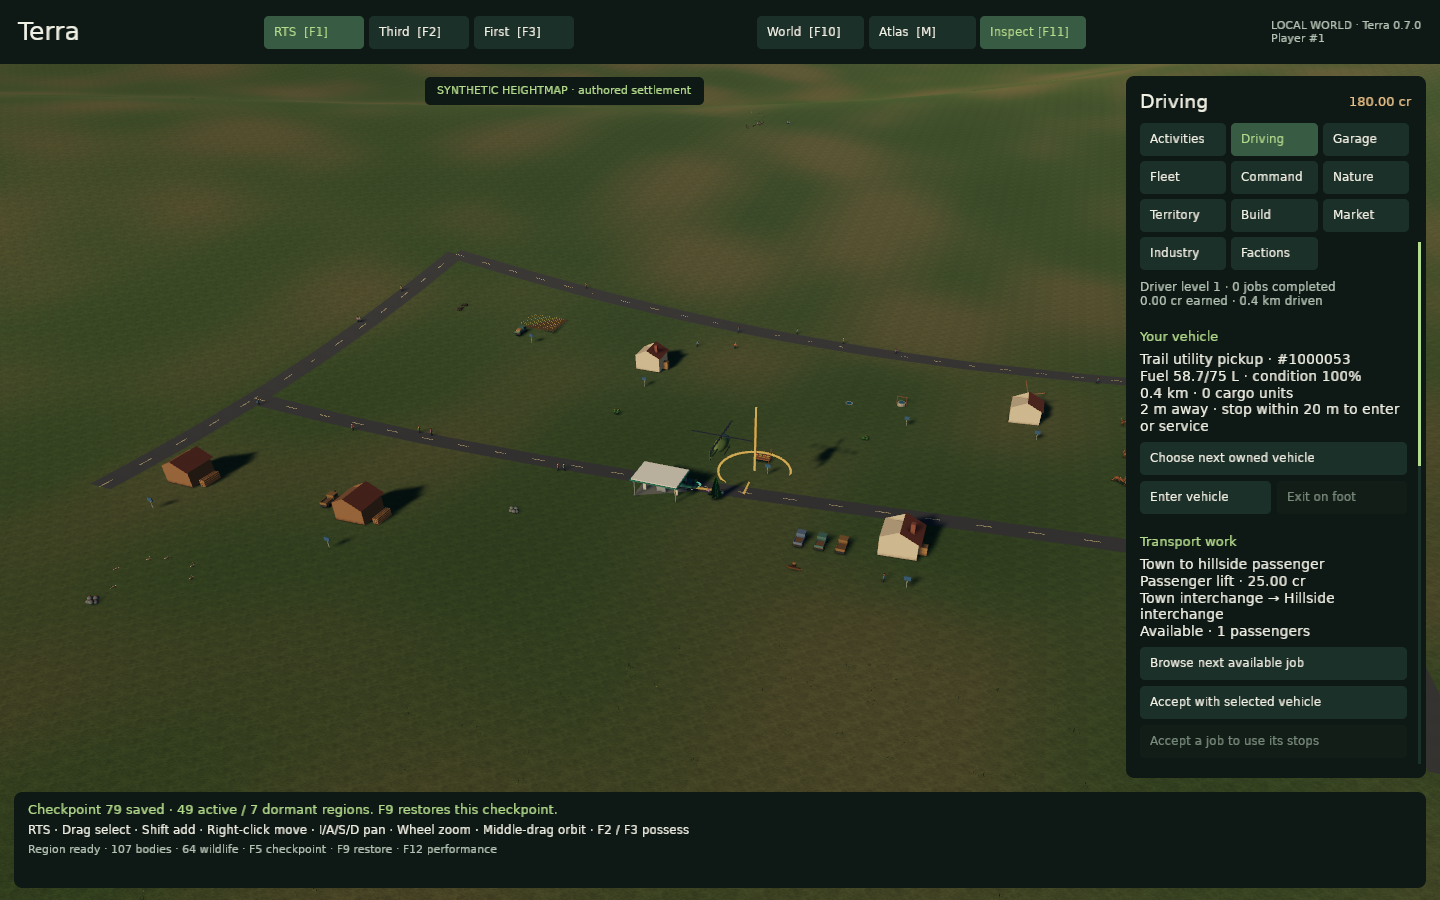 Terra
RTS [F1]
Third [F2]
First [F3]
World [F10]
Atlas [M]
Inspect [F11]
LOCAL WORLD · Terra 0.7.0
Player #1
SYNTHETIC HEIGHTMAP · authored settlement
Driving
180.00 cr
Activities
Driving
Garage
Fleet
Command
Nature
Territory
Build
Market
Industry
Factions
Driver level 1 · 0 jobs completed
0.00 cr earned · 0.4 km driven
Your vehicle
Trail utility pickup · #1000053
Fuel 58.7/75 L · condition 100%
0.4 km · 0 cargo units
2 m away · stop within 20 m to enter
or service
Choose next owned vehicle
Enter vehicle
Exit on foot
Transport work
Town to hillside passenger
Passenger lift · 25.00 cr
Town interchange → Hillside
interchange
Available · 1 passengers
Browse next available job
Accept with selected vehicle
Accept a job to use its stops
Checkpoint 79 saved · 49 active / 7 dormant regions. F9 restores this checkpoint.
RTS · Drag select · Shift add · Right-click move · I/A/S/D pan · Wheel zoom · Middle-drag orbit · F2 / F3 possess
Region ready · 107 bodies · 64 wildlife · F5 checkpoint · F9 restore · F12 performance